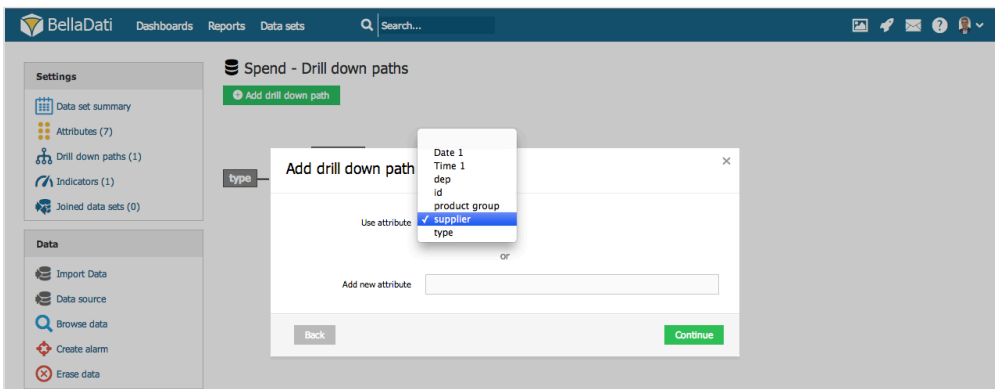 BellaDati Dashboards Reports Data sets Search...
Settings
Data set summary
Attributes (7)
Drill down paths (1)
Indicators (1)
Joined data sets (0)
Data
Import Data
Data source
Browse data
Create alarm
Erase data
Spend - Drill down paths
Add drill down path
type
Add drill down path
×
Use attribute
Date 1
Time 1
dep
id
product group
✓ supplier
type
or
Add new attribute
Back Continue